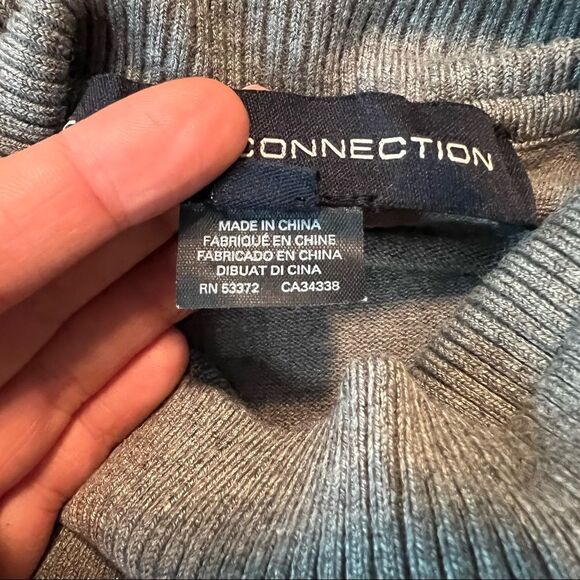 CONNECTION
MADE IN CHINA
FABRIQUÉ EN CHINE
FABRICADO EN CHINA
DIBUAT DI CINA
RN 53372 CA34338